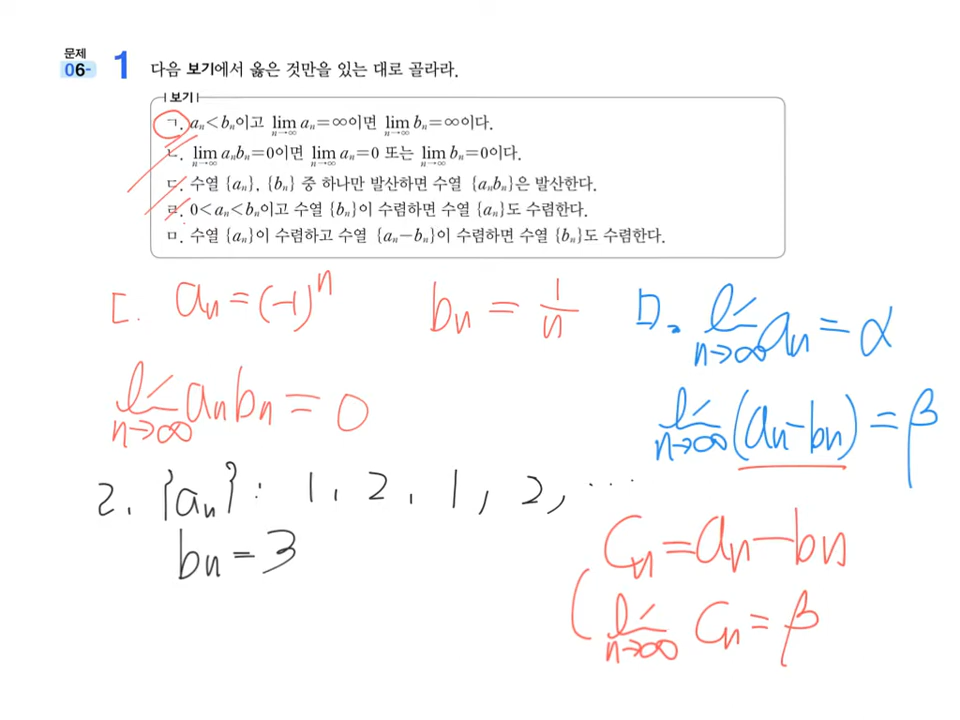 문제
06- 1 다음 보기에서 옳은 것만을 있는 대로 골라라.
보기
ㄱ. aₙ<bₙ이고 lim_{n→∞} aₙ=∞이면 lim_{n→∞} bₙ=∞이다.
ㄴ. lim_{n→∞} aₙbₙ=0이면 lim_{n→∞} aₙ=0 또는 lim_{n→∞} bₙ=0이다.
ㄷ. 수열 {aₙ}, {bₙ} 중 하나만 발산하면 수열 {aₙbₙ}은 발산한다.
ㄹ. 0<aₙ<bₙ이고 수열 {bₙ}이 수렴하면 수열 {aₙ}도 수렴한다.
ㅁ. 수열 {aₙ}이 수렴하고 수열 {aₙ-bₙ}이 수렴하면 수열 {bₙ}도 수렴한다.
ㄷ. aₙ=(-1)ⁿ bₙ = 1/n
lim_{n→∞} aₙbₙ = 0
ㄹ. {aₙ} : 1, 2, 1, 2, ...
bₙ = 3
ㅁ. lim_{n→∞} aₙ = α
lim_{n→∞} (aₙ-bₙ) = β
Cₙ = aₙ-bₙ
( lim_{n→∞} Cₙ = β